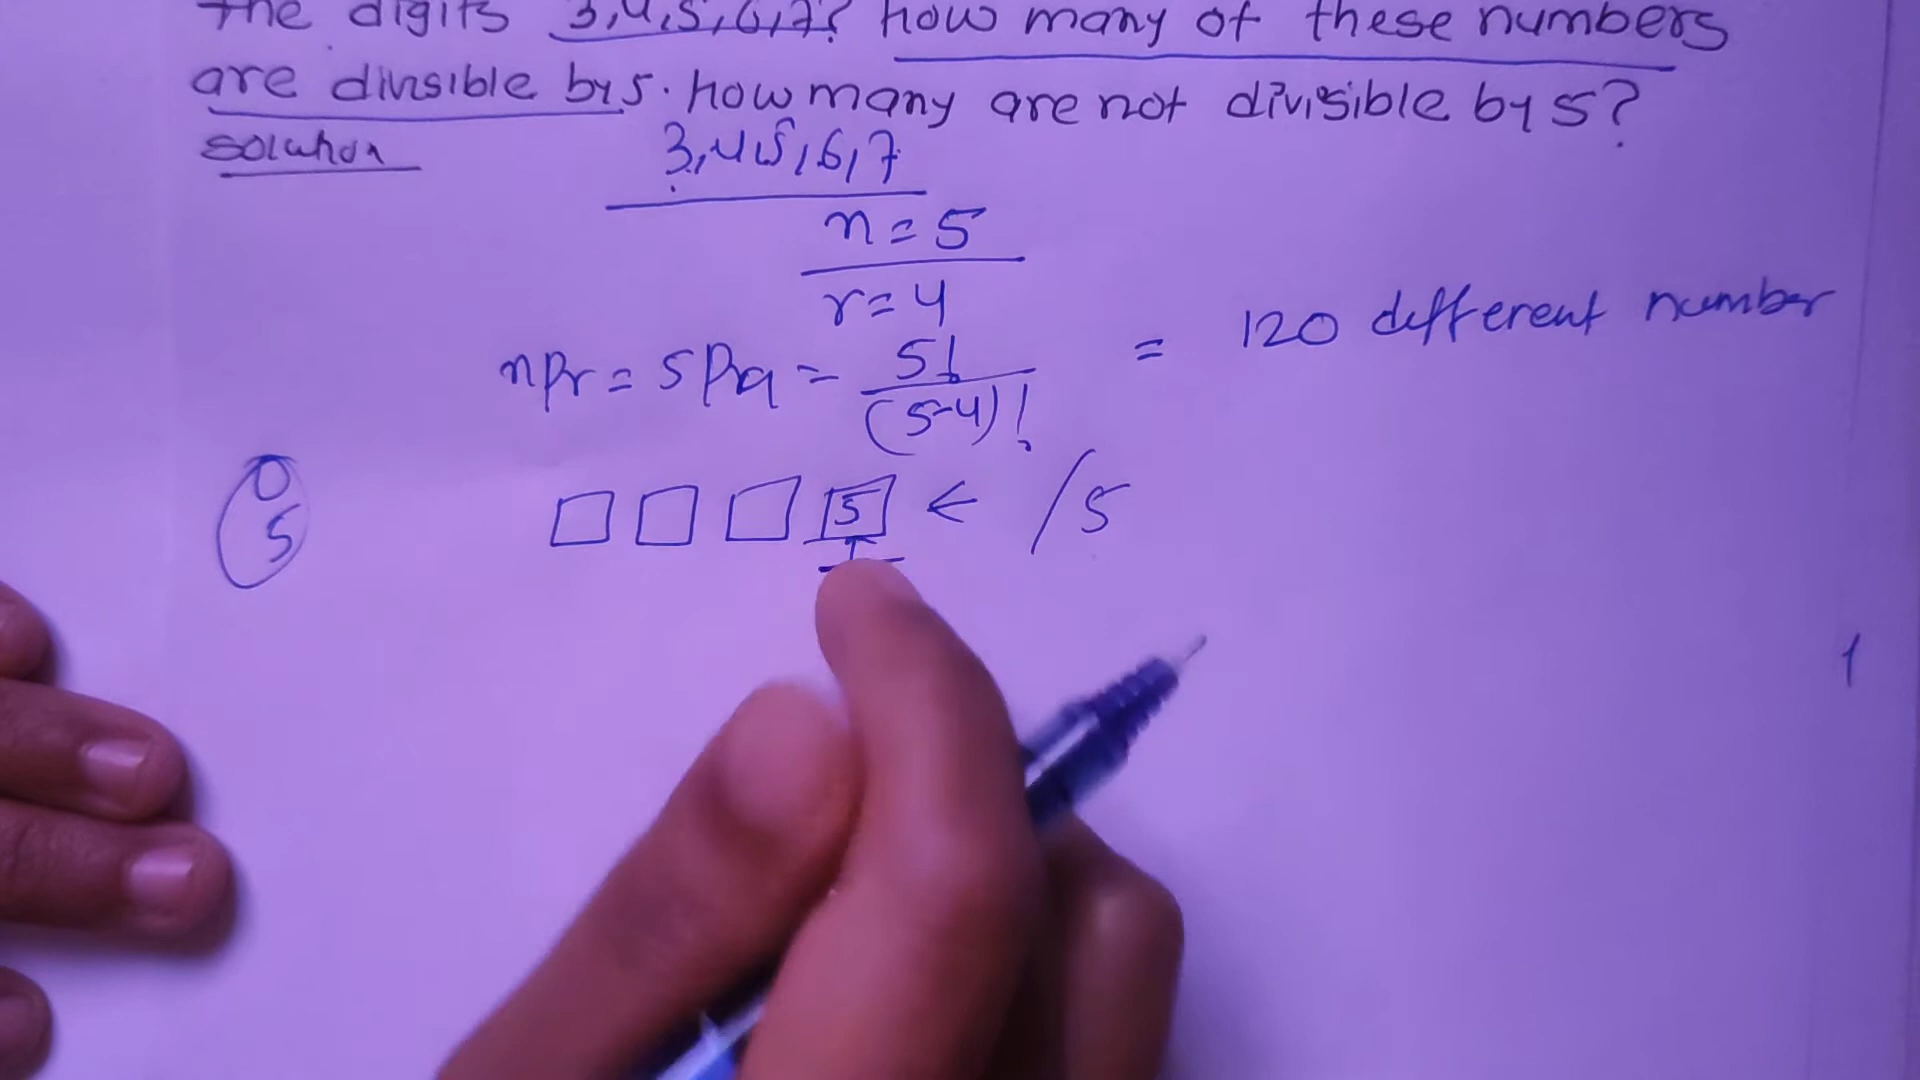 The digits 3,4,5,6,7? how many of these numbers
are divisible by 5. how many are not divisible by 5?
solution
3,4 5,6,7
n=5
r=4
nPr = 5P4 = 5!/(5-4)! = 120 different number
0
5
5 ← /5
1